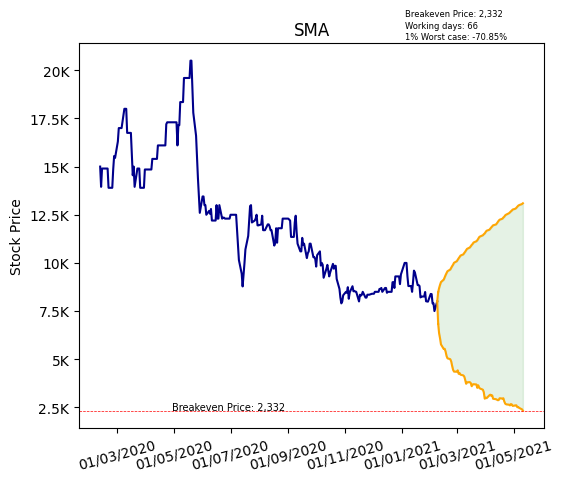 Breakeven Price: 2,332
Working days: 66
1% Worst case: -70.85%
SMA
Stock Price
20K
17.5K
15K
12.5K
10K
7.5K
5K
2.5K
Breakeven Price: 2,332
01/03/2020
01/05/2020
01/07/2020
01/09/2020
01/11/2020
01/01/2021
01/03/2021
01/05/2021